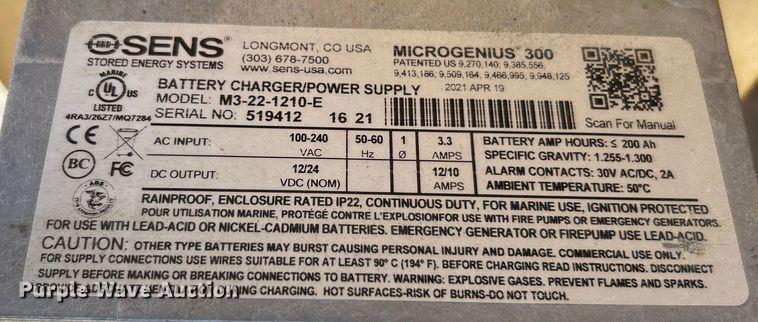 SENS
STORED ENERGY SYSTEMS
LONGMONT, CO USA
(303) 678-7500
www.sens-usa.com
MICROGENIUS® 300
PATENTED US 9,270,140; 9,385,556,
9,413,186; 9,509,164; 9,466,995; 9,948,125
2021 APR 19
MARINE
c UL US
LISTED
4RA3/26Z7/MQ7284
BATTERY CHARGER/POWER SUPPLY
MODEL: M3-22-1210-E
SERIAL NO: 519412 16 21
Scan For Manual
AC INPUT: 100-240 VAC 50-60 Hz 1 Ø 3.3 AMPS
DC OUTPUT: 12/24 VDC (NOM) 12/10 AMPS
BATTERY AMP HOURS: ≤ 200 Ah
SPECIFIC GRAVITY: 1.255-1.300
ALARM CONTACTS: 30V AC/DC, 2A
AMBIENT TEMPERATURE: 50°C
CE
BC
FC
ABS
RAINPROOF, ENCLOSURE RATED IP22, CONTINUOUS DUTY, FOR MARINE USE, IGNITION PROTECTED
POUR UTILISATION MARINE, PROTÉGÉ CONTRE L'EXPLOSION
FOR USE WITH FIRE PUMPS OR EMERGENCY GENERATORS.
FOR USE WITH LEAD-ACID OR NICKEL-CADMIUM BATTERIES. EMERGENCY GENERATOR OR FIREPUMP USE LEAD-ACID.
CAUTION: OTHER TYPE BATTERIES MAY BURST CAUSING PERSONAL INJURY AND DAMAGE. COMMERCIAL USE ONLY.
FOR SUPPLY CONNECTIONS USE WIRES SUITABLE FOR AT LEAST 90° C (194° F). BEFORE CHARGING READ INSTRUCTIONS. DISCONNECT
SUPPLY BEFORE MAKING OR BREAKING CONNECTIONS TO BATTERY. WARNING: EXPLOSIVE GASES. PREVENT FLAMES AND SPARKS.
DURING CHARGING. HOT SURFACES-RISK OF BURNS-DO NOT TOUCH.
Purple Wave Auction